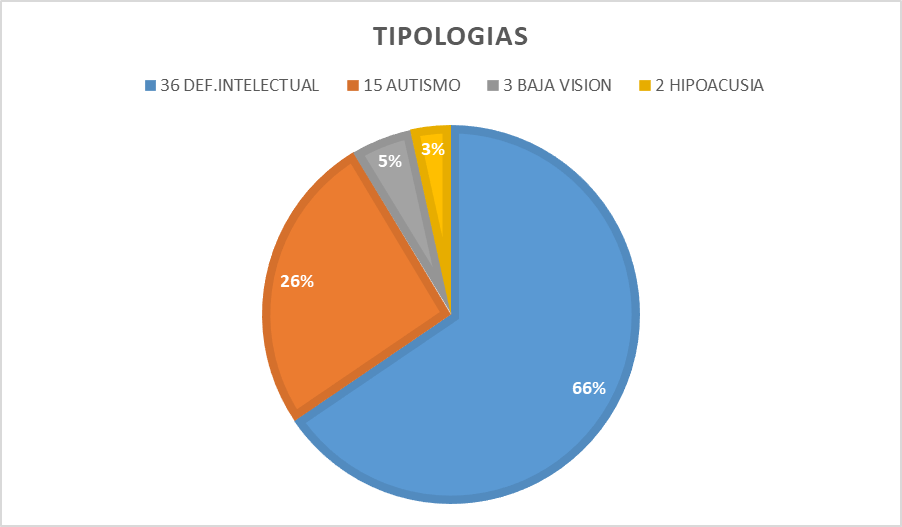 TIPOLOGIAS
36 DEF.INTELECTUAL 15 AUTISMO 3 BAJA VISION 2 HIPOACUSIA
3%
5%
26%
66%